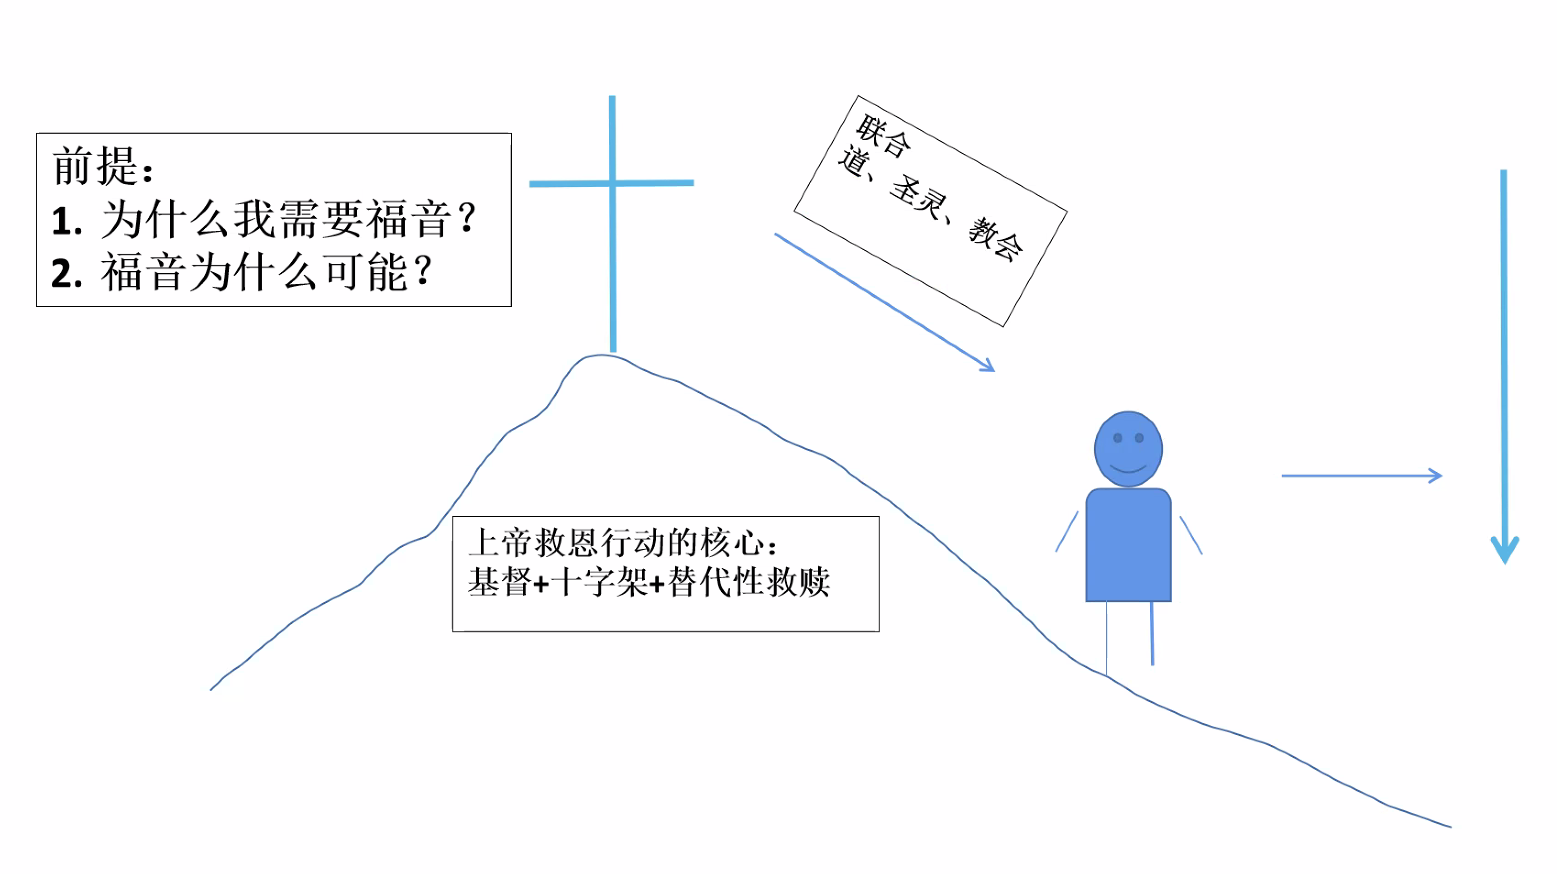 前提：
1. 为什么我需要福音？
2. 福音为什么可能？
联合
道、圣灵、教会
上帝救恩行动的核心：
基督+十字架+替代性救赎